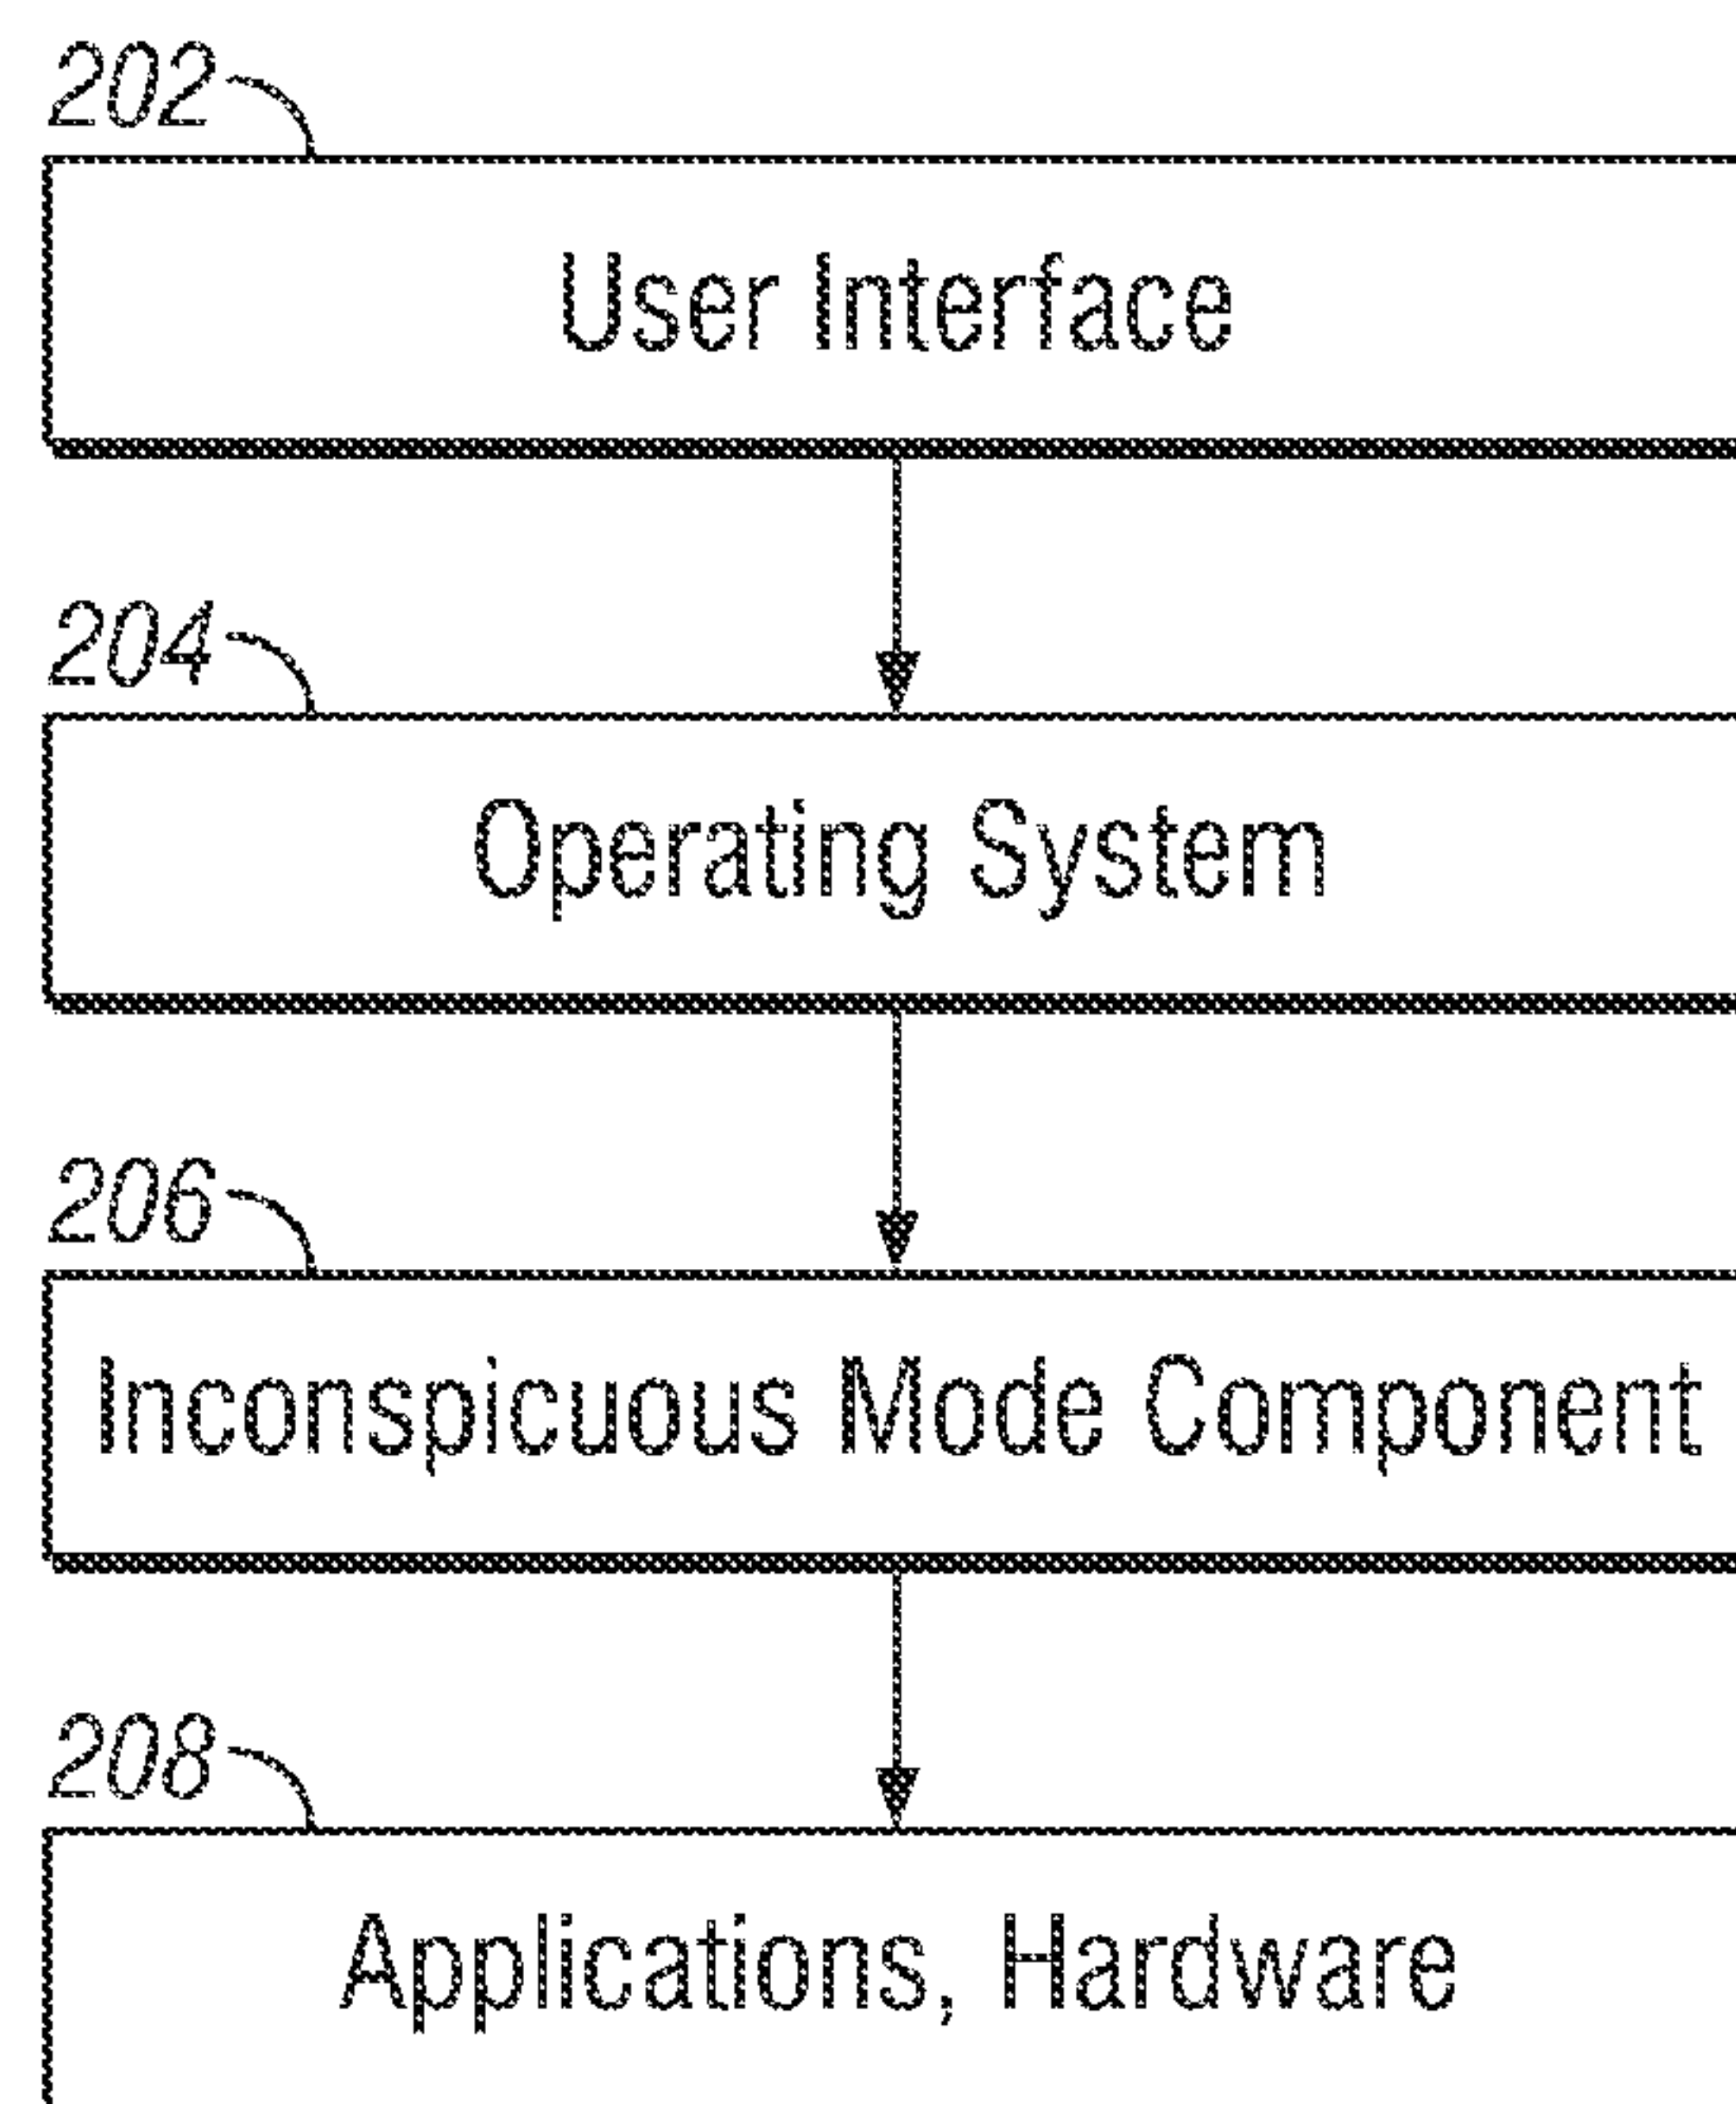 202
User Interface
204
Operating System
206
Inconspicuous Mode Component
208
Applications, Hardware